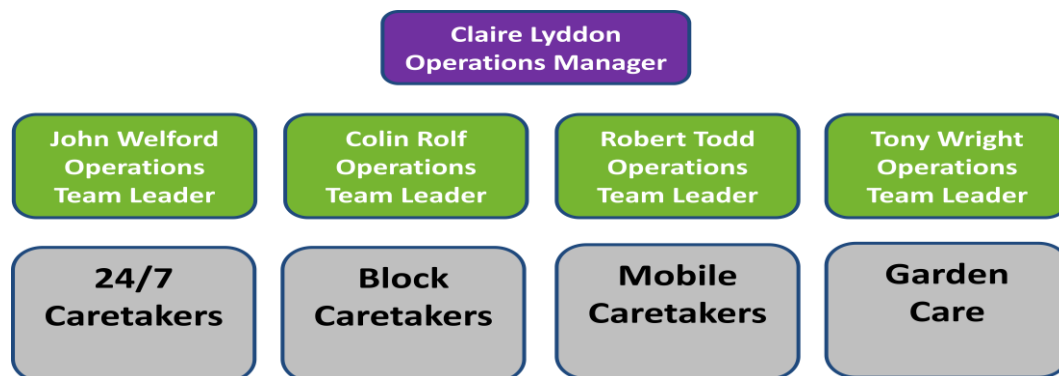 Claire Lyddon
Operations Manager
John Welford
Operations
Team Leader
Colin Rolf
Operations
Team Leader
Robert Todd
Operations
Team Leader
Tony Wright
Operations
Team Leader
24/7
Caretakers
Block
Caretakers
Mobile
Caretakers
Garden
Care